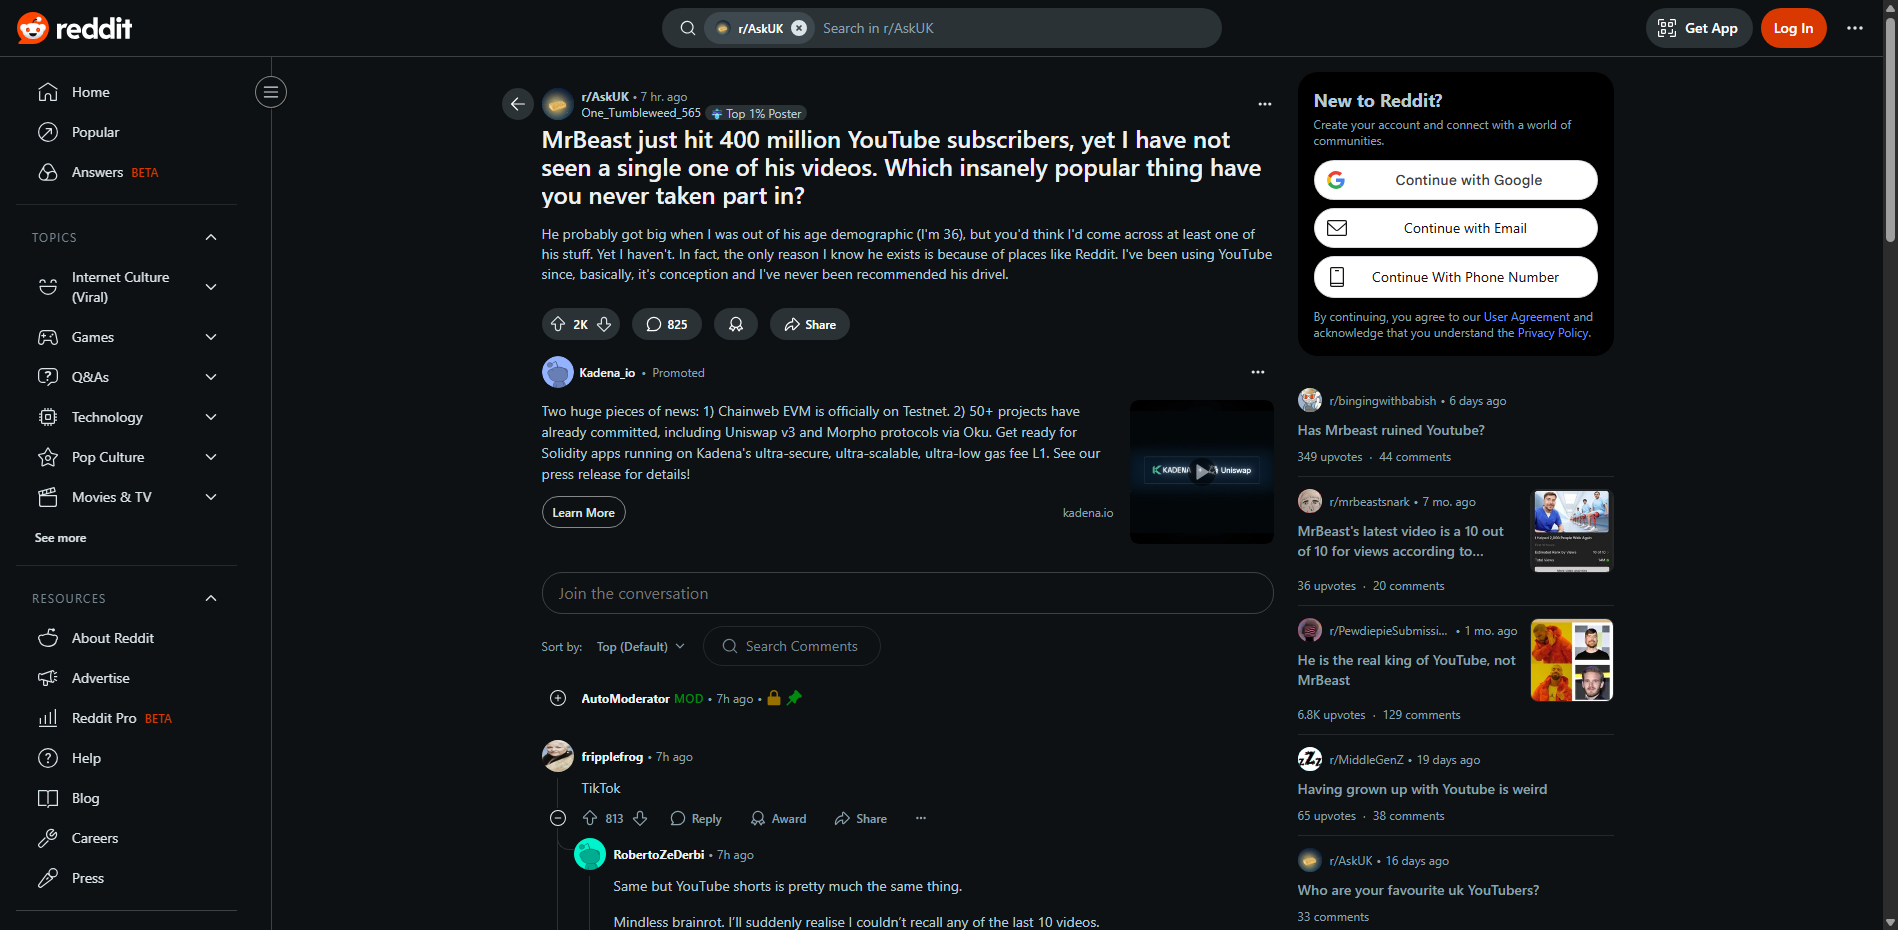 reddit
r/AskUK
Search in r/AskUK
Get App
Log In
Home
Popular
Answers BETA
TOPICS
Internet Culture
(Viral)
Games
Q&As
Technology
Pop Culture
Movies & TV
See more
RESOURCES
About Reddit
Advertise
Reddit Pro BETA
Help
Blog
Careers
Press
r/AskUK • 7 hr. ago
One_Tumbleweed_565 Top 1% Poster
MrBeast just hit 400 million YouTube subscribers, yet I have not
seen a single one of his videos. Which insanely popular thing have
you never taken part in?
He probably got big when I was out of his age demographic (I'm 36), but you'd think I'd come across at least one of
his stuff. Yet I haven't. In fact, the only reason I know he exists is because of places like Reddit. I've been using YouTube
since, basically, it's conception and I've never been recommended his drivel.
2K
825
Share
Kadena_io • Promoted
Two huge pieces of news: 1) Chainweb EVM is officially on Testnet. 2) 50+ projects have
already committed, including Uniswap v3 and Morpho protocols via Oku. Get ready for
Solidity apps running on Kadena's ultra-secure, ultra-scalable, ultra-low gas fee L1. See our
press release for details!
Learn More
kadena.io
KADENA
Uniswap
Join the conversation
Sort by: Top (Default)
Search Comments
AutoModerator MOD • 7h ago •
fripplefrog • 7h ago
TikTok
813
Reply
Award
Share
RobertoZeDerbi • 7h ago
Same but YouTube shorts is pretty much the same thing.
Mindless brainrot. I'll suddenly realise I couldn't recall any of the last 10 videos.
New to Reddit?
Create your account and connect with a world of
communities.
Continue with Google
Continue with Email
Continue With Phone Number
By continuing, you agree to our User Agreement and
acknowledge that you understand the Privacy Policy.
r/bingingwithbabish • 6 days ago
Has Mrbeast ruined Youtube?
349 upvotes · 44 comments
r/mrbeastsnark • 7 mo. ago
MrBeast's latest video is a 10 out
of 10 for views according to...
36 upvotes · 20 comments
r/PewdiepieSubmissi... • 1 mo. ago
He is the real king of YouTube, not
MrBeast
6.8K upvotes · 129 comments
r/MiddleGenZ • 19 days ago
Having grown up with Youtube is weird
65 upvotes · 38 comments
r/AskUK • 16 days ago
Who are your favourite uk YouTubers?
33 comments